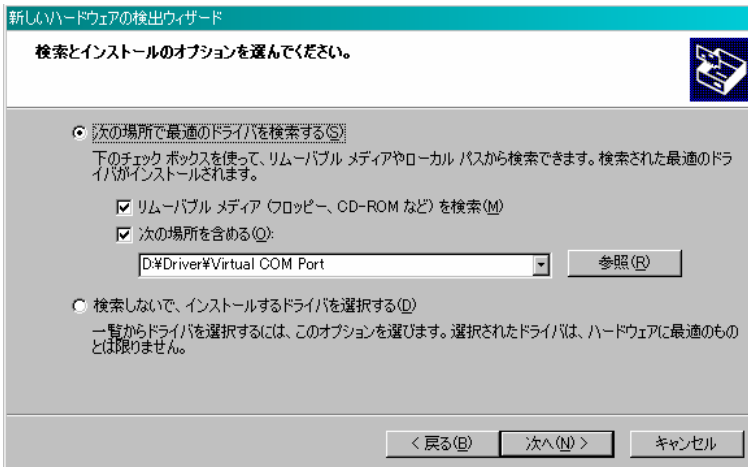 新しいハードウェアの検出ウィザード
検索とインストールのオプションを選んでください。
次の場所で最適のドライバを検索する(S)
下のチェック ボックスを使って、リムーバブル メディアやローカル パスから検索できます。検索された最適のドラ
イバがインストールされます。
リムーバブル メディア (フロッピー、CD-ROM など) を検索(M)
次の場所を含める(O):
D:¥Driver¥Virtual COM Port
参照(R)
検索しないで、インストールするドライバを選択する(D)
一覧からドライバを選択するには、このオプションを選びます。選択されたドライバは、ハードウェアに最適のもの
とは限りません。
< 戻る(B)
次へ(N) >
キャンセル